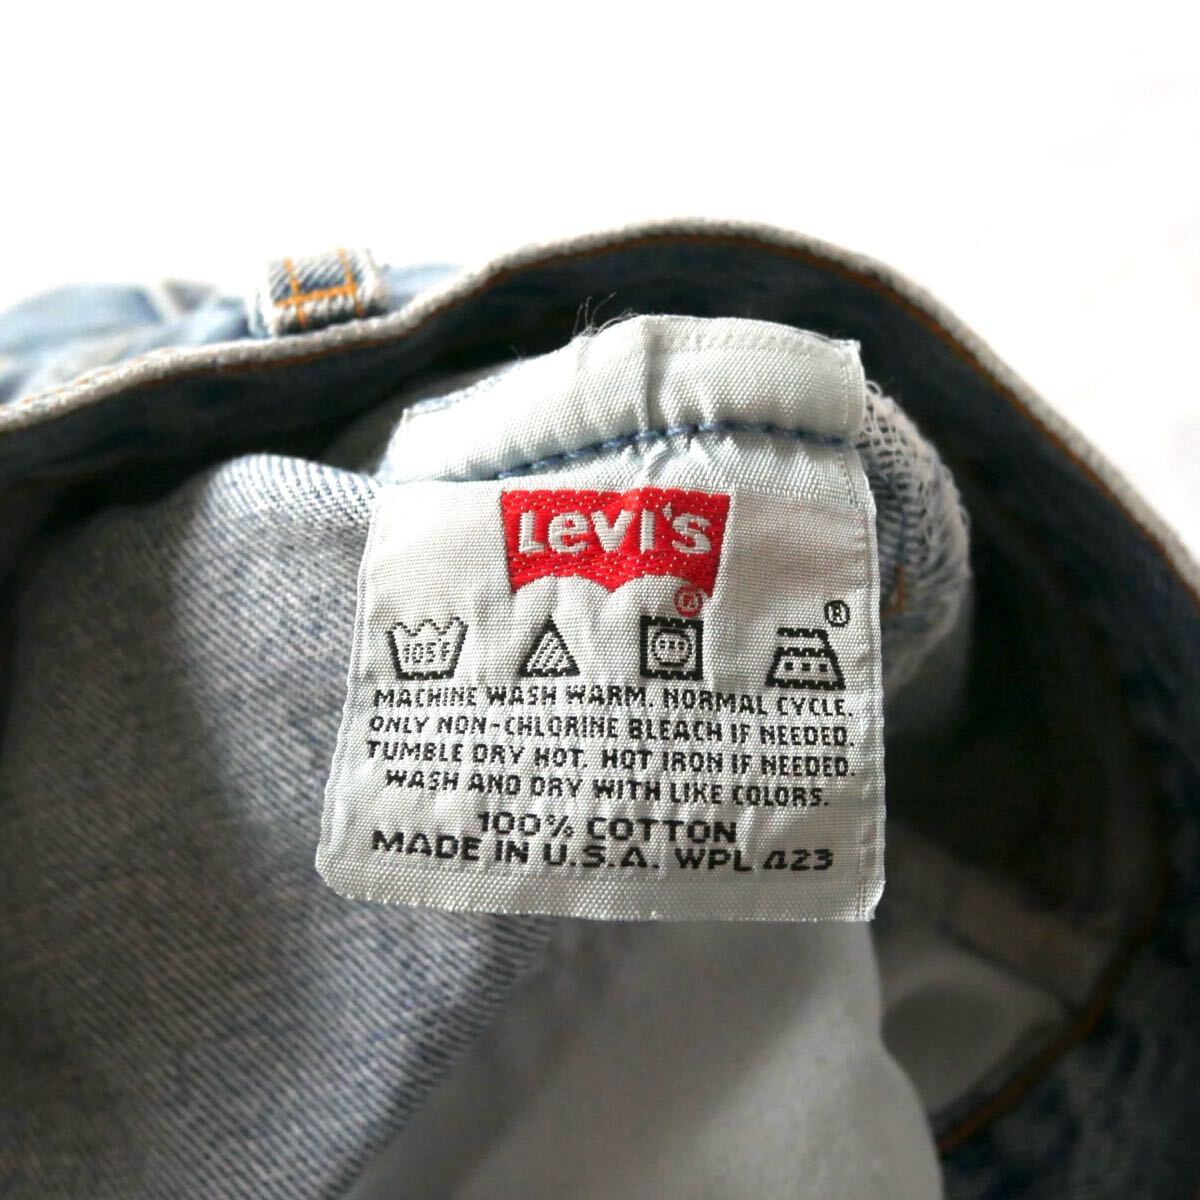 Levi's
®
®
105F
MACHINE WASH WARM. NORMAL CYCLE.
ONLY NON-CHLORINE BLEACH IF NEEDED.
TUMBLE DRY HOT. HOT IRON IF NEEDED.
WASH AND DRY WITH LIKE COLORS.
100% COTTON
MADE IN U.S.A. WPL 423